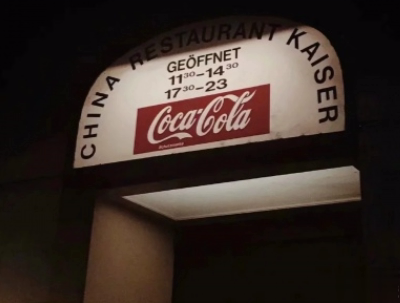 CHINA RESTAURANT KAISER
GEÖFFNET
11³⁰–14³⁰
17³⁰–23
Coca-Cola